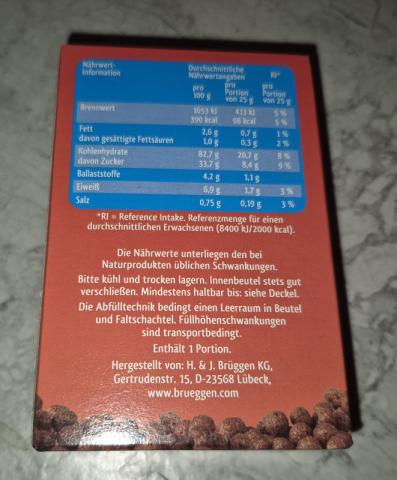 Nährwert-
information
Durchschnittliche
Nährwertangaben
RI*
pro
100 g
pro
Portion
von 25 g
pro
Portion
von 25 g
Brennwert 1653 kJ 413 kJ 5 %
390 kcal 98 kcal 5 %
Fett 2,6 g 0,7 g 1 %
davon gesättigte Fettsäuren 1,0 g 0,3 g 2 %
Kohlenhydrate 82,7 g 20,7 g 8 %
davon Zucker 33,7 g 8,4 g 9 %
Ballaststoffe 4,2 g 1,1 g
Eiweiß 6,9 g 1,7 g 3 %
Salz 0,75 g 0,19 g 3 %
*RI = Reference Intake. Referenzmenge für einen
durchschnittlichen Erwachsenen (8400 kJ/2000 kcal).
Die Nährwerte unterliegen den bei
Naturprodukten üblichen Schwankungen.
Bitte kühl und trocken lagern. Innenbeutel stets gut
verschließen. Mindestens haltbar bis: siehe Deckel.
Die Abfülltechnik bedingt einen Leerraum in Beutel
und Faltschachtel. Füllhöhenschwankungen
sind transportbedingt.
Enthält 1 Portion.
Hergestellt von: H. & J. Brüggen KG,
Gertrudenstr. 15, D-23568 Lübeck,
www.brueggen.com